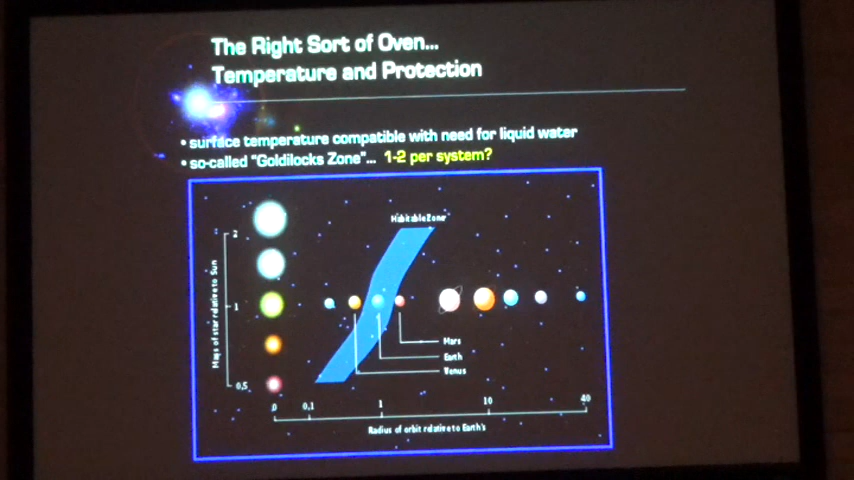 The Right Sort of Oven...
Temperature and Protection
• surface temperature compatible with need for liquid water
• so-called "Goldilocks Zone"... 1-2 per system?
Habitable Zone
Mass of star relative to Sun
2
1
0.5
Mars
Earth
Venus
0 0.1 1 10 40
Radius of orbit relative to Earth's